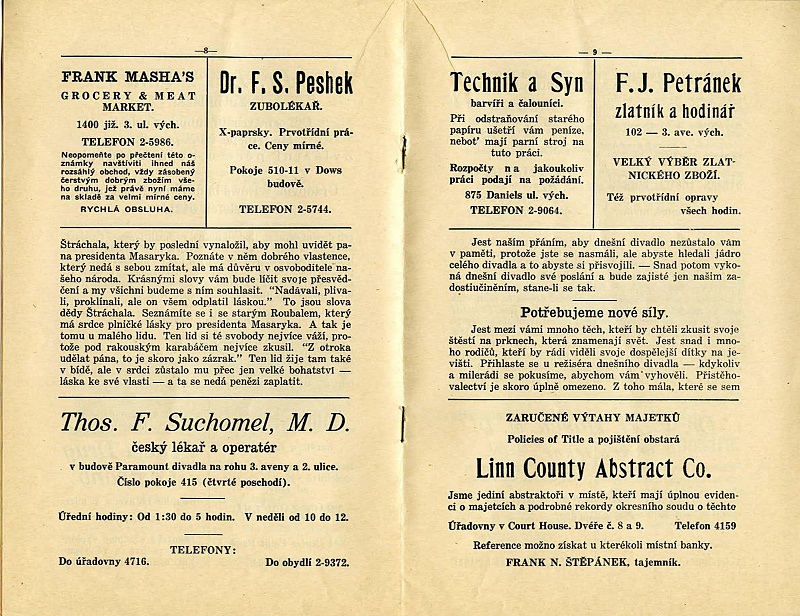 —8—
FRANK MASHA'S
GROCERY & MEAT
MARKET.
1400 již. 3. ul. vých.
TELEFON 2-5986.
Neopomeňte po přečtení této o-
známky navštíviti ihned náš
rozsáhlý obchod, vždy zásobený
čerstvým dobrým zbožím vše-
ho druhu, jež právě nyní máme
na skladě za velmi mírné ceny.
RYCHLÁ OBSLUHA.
Dr. F. S. Peshek
ZUBOLÉKAŘ.
X-paprsky. Prvotřídní prá-
ce. Ceny mírné.
Pokoje 510-11 v Dows
budově.
TELEFON 2-5744.
Štráchala, který by poslední vynaložil, aby mohl uvidět pa-
na presidenta Masaryka. Poznáte v něm dobrého vlastence,
který nedá s sebou zmítat, ale má důvěru v osvoboditele na-
šeho národa. Krásnými slovy vám bude líčit svoje přesvěd-
čení a my všichni budeme s ním souhlasit. "Nadávali, pliva-
li, proklínali, ale on všem odplatil láskou." To jsou slova
dědy Štráchala. Seznámíte se i se starým Roubalem, který
má srdce plničké lásky pro presidenta Masaryka. A tak je
tomu u malého lidu. Ten lid si té svobody nejvíce váží, pro-
tože pod rakouským karabáčem nejvíce zkusil. "Z otroka
udělat pána, to je skoro jako zázrak." Ten lid žije tam také
v bídě, ale v srdci zůstalo mu přec jen velké bohatství —
láska ke své vlasti — a ta se nedá penězi zaplatit.
Thos. F. Suchomel, M. D.
český lékař a operatér
v budově Paramount divadla na rohu 3. aveny a 2. ulice.
Číslo pokoje 415 (čtvrté poschodí).
Úřední hodiny: Od 1:30 do 5 hodin. V neděli od 10 do 12.
TELEFONY:
Do úřadovny 4716. Do obydlí 2-9372.
— 9 —
Technik a Syn
barvíři a čalouníci.
Při odstraňování starého
papíru ušetří vám peníze,
neboť mají parní stroj na
tuto práci.
Rozpočty na jakoukoliv
práci podají na požádání.
875 Daniels ul. vých.
TELEFON 2-9064.
F. J. Petránek
zlatník a hodinář
102 — 3. ave. vých.
VELKÝ VÝBĚR ZLAT-
NICKÉHO ZBOŽÍ.
Též prvotřídní opravy
všech hodin.
Jest naším přáním, aby dnešní divadlo nezůstalo vám
v paměti, protože jste se nasmáli, ale abyste hledali jádro
celého divadla a to abyste si přisvojili. — Snad potom vyko-
ná dnešní divadlo své poslání a bude zajisté jen naším za-
dostiučiněním, stane-li se tak.
Potřebujeme nové síly.
Jest mezi vámi mnoho těch, kteří by chtěli zkusit svoje
štěstí na prknech, která znamenají svět. Jest snad i mno-
ho rodičů, kteří by rádi viděli svoje dospělejší dítky na je-
višti. Přihlaste se u režiséra dnešního divadla — kdykoliv
a milerádi se pokusíme, abychom vám vyhověli. Přistěho-
valectví je skoro úplně omezeno. Z toho mála, které se sem
ZARUČENÉ VÝTAHY MAJETKŮ
Policies of Title a pojištění obstará
Linn County Abstract Co.
Jsme jediní abstraktoři v místě, kteří mají úplnou eviden-
ci o majetcích a podrobné rekordy okresního soudu o těchto
Úřadovny v Court House. Dvéře č. 8 a 9. Telefon 4159
Reference možno získat u kterékoli místní banky.
FRANK N. ŠTĚPÁNEK, tajemník.